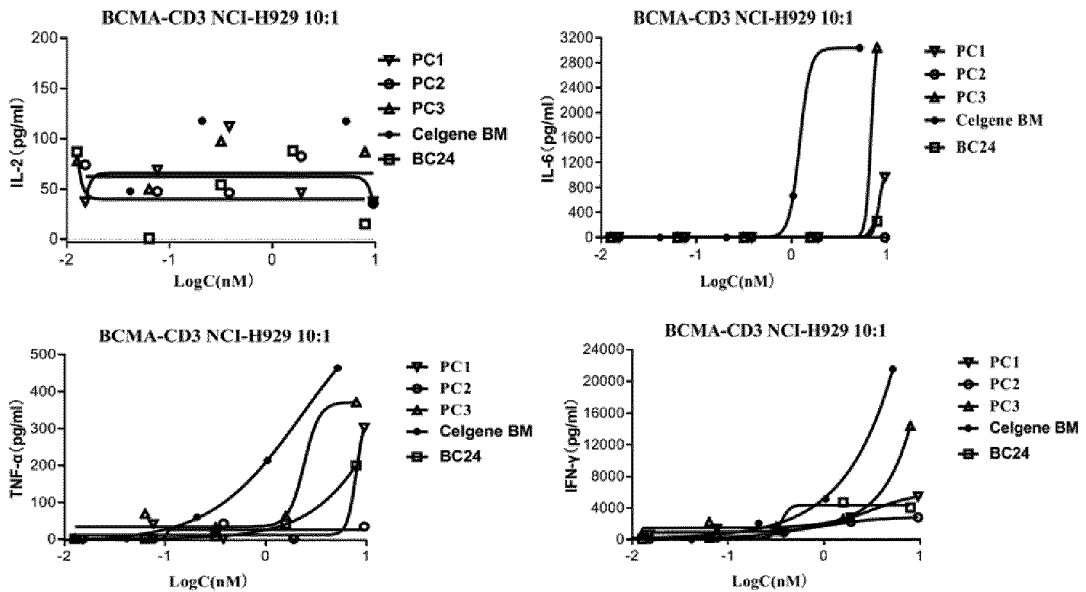 BCMA-CD3 NCI-H929 10:1
IL-2 (pg/ml)
200
150
100
50
0
-2 -1 0 1
LogC(nM)
PC1
PC2
PC3
Celgene BM
BC24
BCMA-CD3 NCI-H929 10:1
IL-6 (pg/ml)
3200
2800
2400
2000
1600
1200
800
400
0
-2 -1 0 1
LogC(nM)
PC1
PC2
PC3
Celgene BM
BC24
BCMA-CD3 NCI-H929 10:1
TNF-α(pg/ml)
500
400
300
200
100
0
-2 -1 0 1
LogC(nM)
PC1
PC2
PC3
Celgene BM
BC24
BCMA-CD3 NCI-H929 10:1
IFN-γ(pg/ml)
24000
20000
16000
12000
8000
4000
0
-2 -1 0 1
LogC(nM)
PC1
PC2
PC3
Celgene BM
BC24